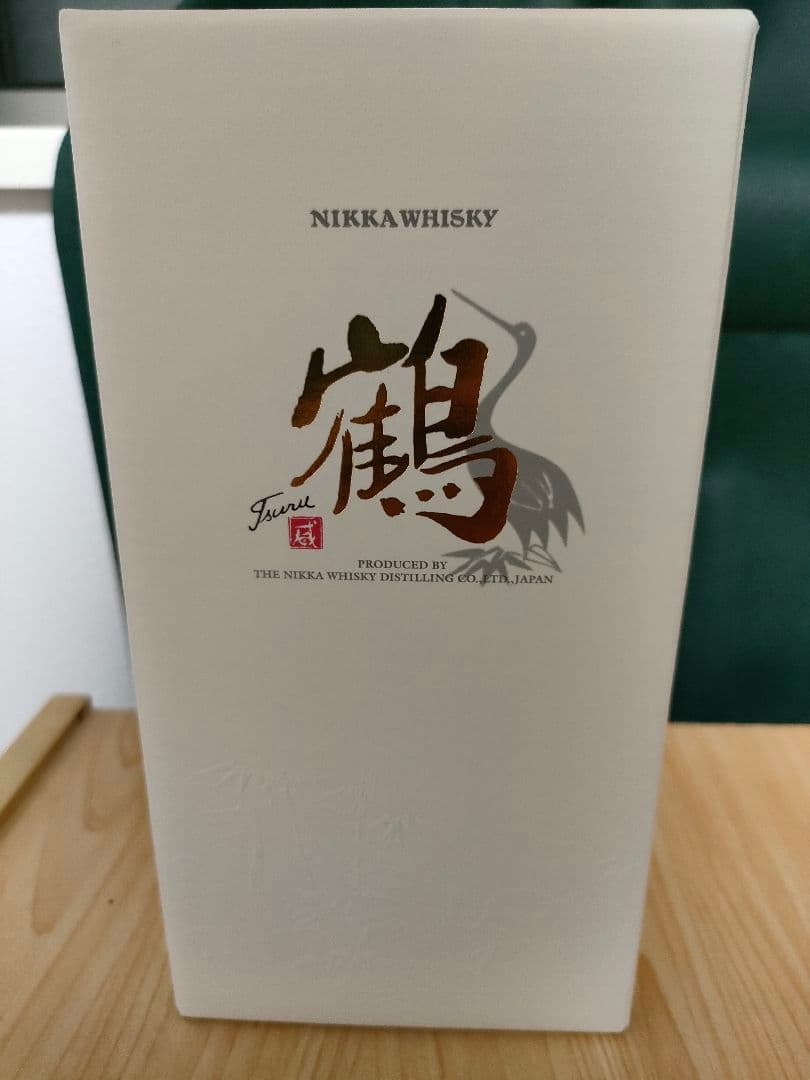 NIKKA WHISKY
鶴
Tsuru
PRODUCED BY
THE NIKKA WHISKY DISTILLING CO.,LTD.,JAPAN